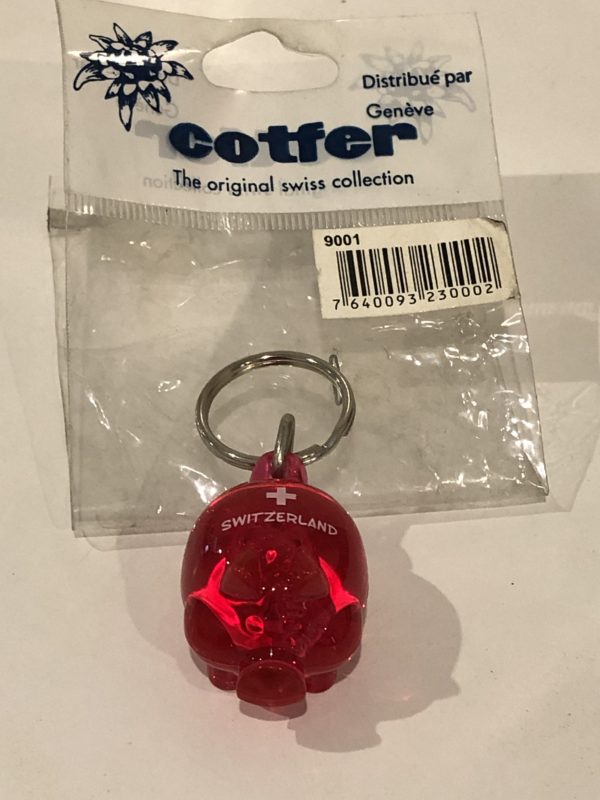 Distribué par
Genève
cotfer
The original swiss collection
9001
7 640093 230002
SWITZERLAND